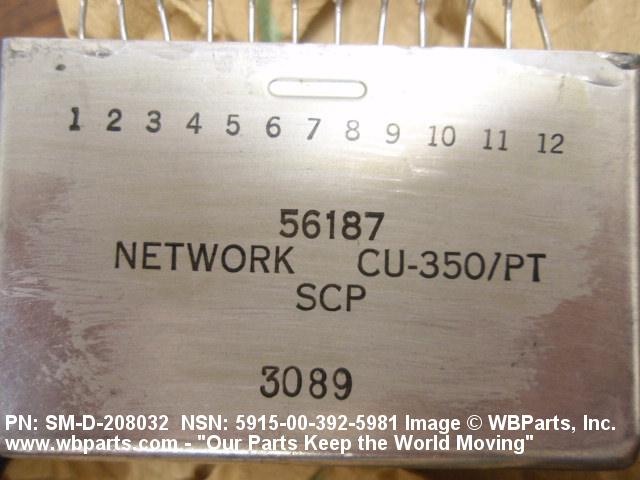 1 2 3 4 5 6 7 8 9 10 11 12
56187
NETWORK CU-350/PT
SCP
3089
PN: SM-D-208032 NSN: 5915-00-392-5981 Image © WBParts, Inc.
www.wbparts.com - "Our Parts Keep the World Moving"